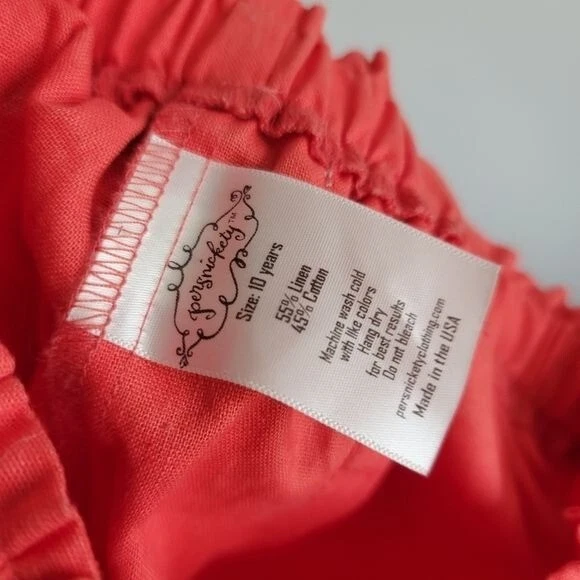 persnickety™
Size: 10 years
55% Linen
45% Cotton
Machine wash cold
with like colors
Hang dry
for best results
Do not bleach
persnicketyclothing.com
Made in the USA